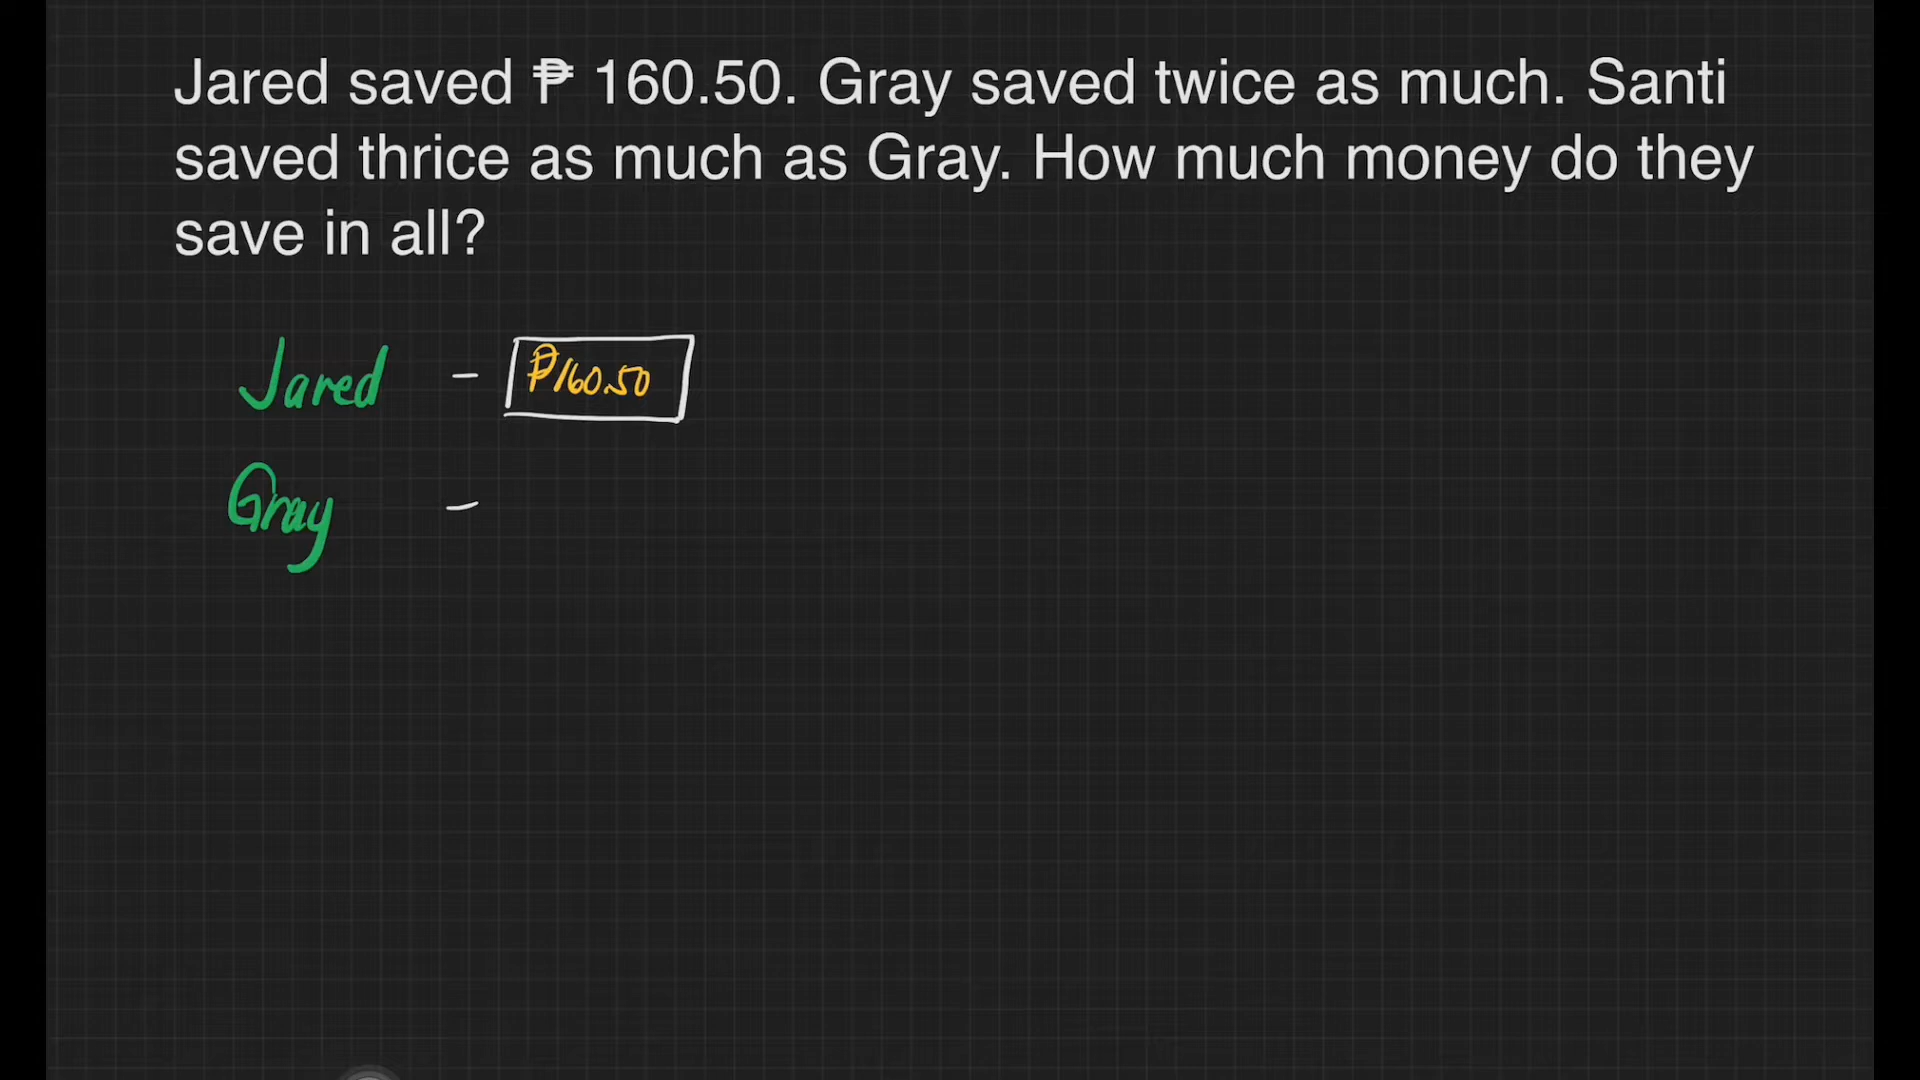 Jared saved ₱ 160.50. Gray saved twice as much. Santi
saved thrice as much as Gray. How much money do they
save in all?
Jared - ₱160.50
Gray -